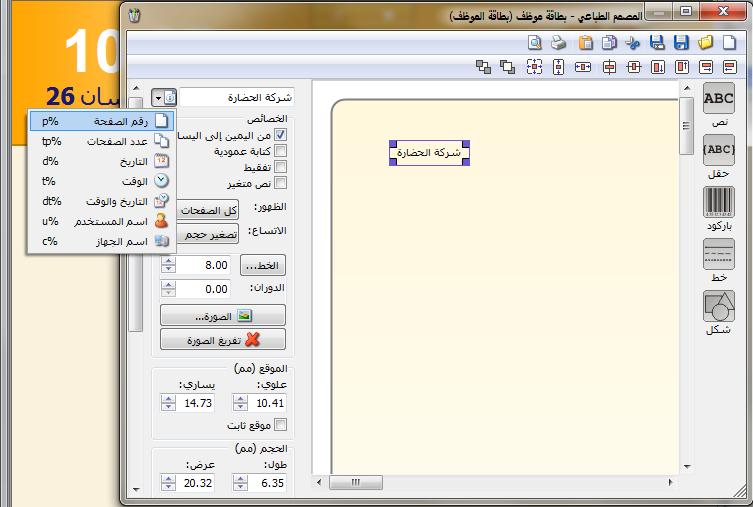 المصمم الطباعي - بطاقة موظف (بطاقة الموظف)
10
26
شركة الحضارة
رقم الصفحة %p
عدد الصفحات %tp
التاريخ %d
الوقت %t
التاريخ والوقت %dt
اسم المستخدم %u
اسم الجهاز %c
الخصائص
من اليمين إلى اليسا
كتابة عمودية
تفقيط
نص متغير
الظهور:
كل الصفحات
الاتساع:
تصغير حجم
الخط...
8.00
الدوران:
0.00
الصورة...
تفريغ الصورة
الموقع (مم)
علوي:
يساري:
10.41
14.73
موقع ثابت
الحجم (مم)
طول:
عرض:
6.35
20.32
شركة الحضارة
ABC
نص
{ABC}
حقل
باركود
خط
شكل